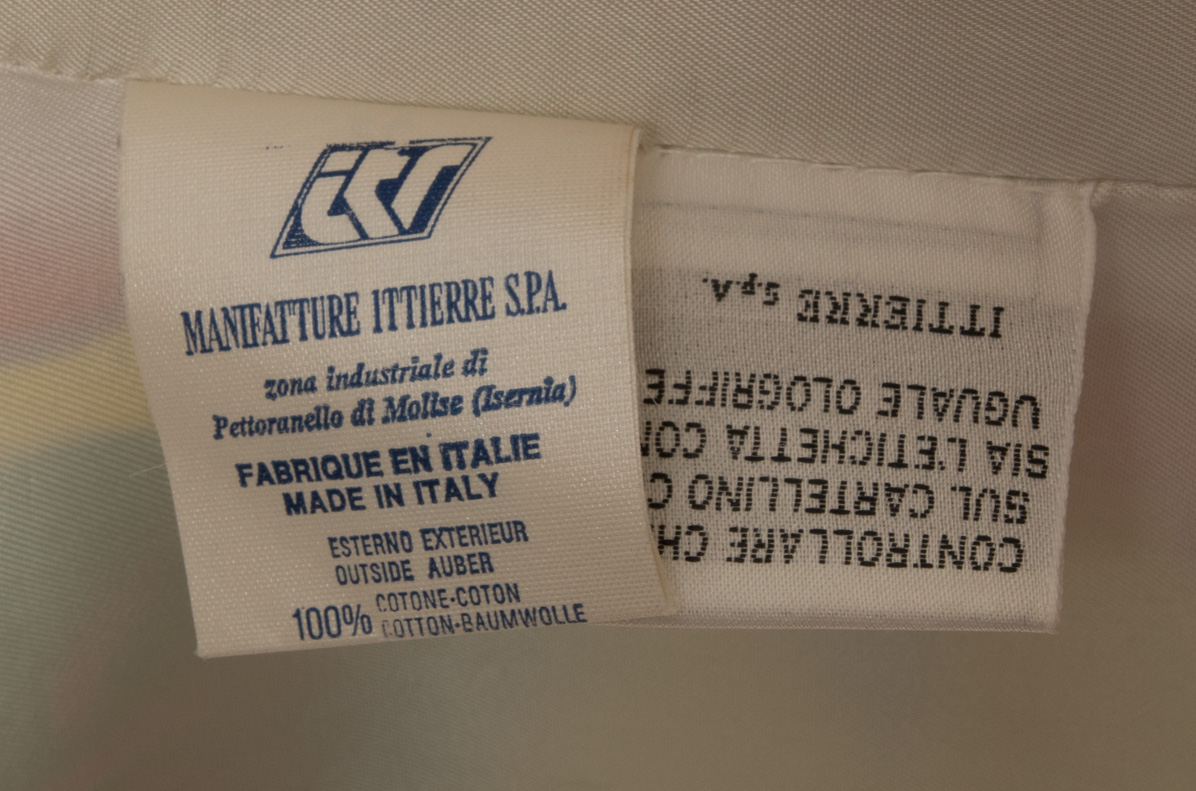 itr
MANIFATTURE ITTIERRE S.P.A.
zona industriale di
Pettoranello di Molise (Isernia)
FABRIQUE EN ITALIE
MADE IN ITALY
ESTERNO EXTERIEUR
OUTSIDE AUBER
100% COTONE-COTON
COTTON-BAUMWOLLE
CONTROLLARE CH
SUL CARTELLINO C
SIA L'ETICHETTA CON
UGUALE OLOGRIFFE
ITTIERRE S.p.A.